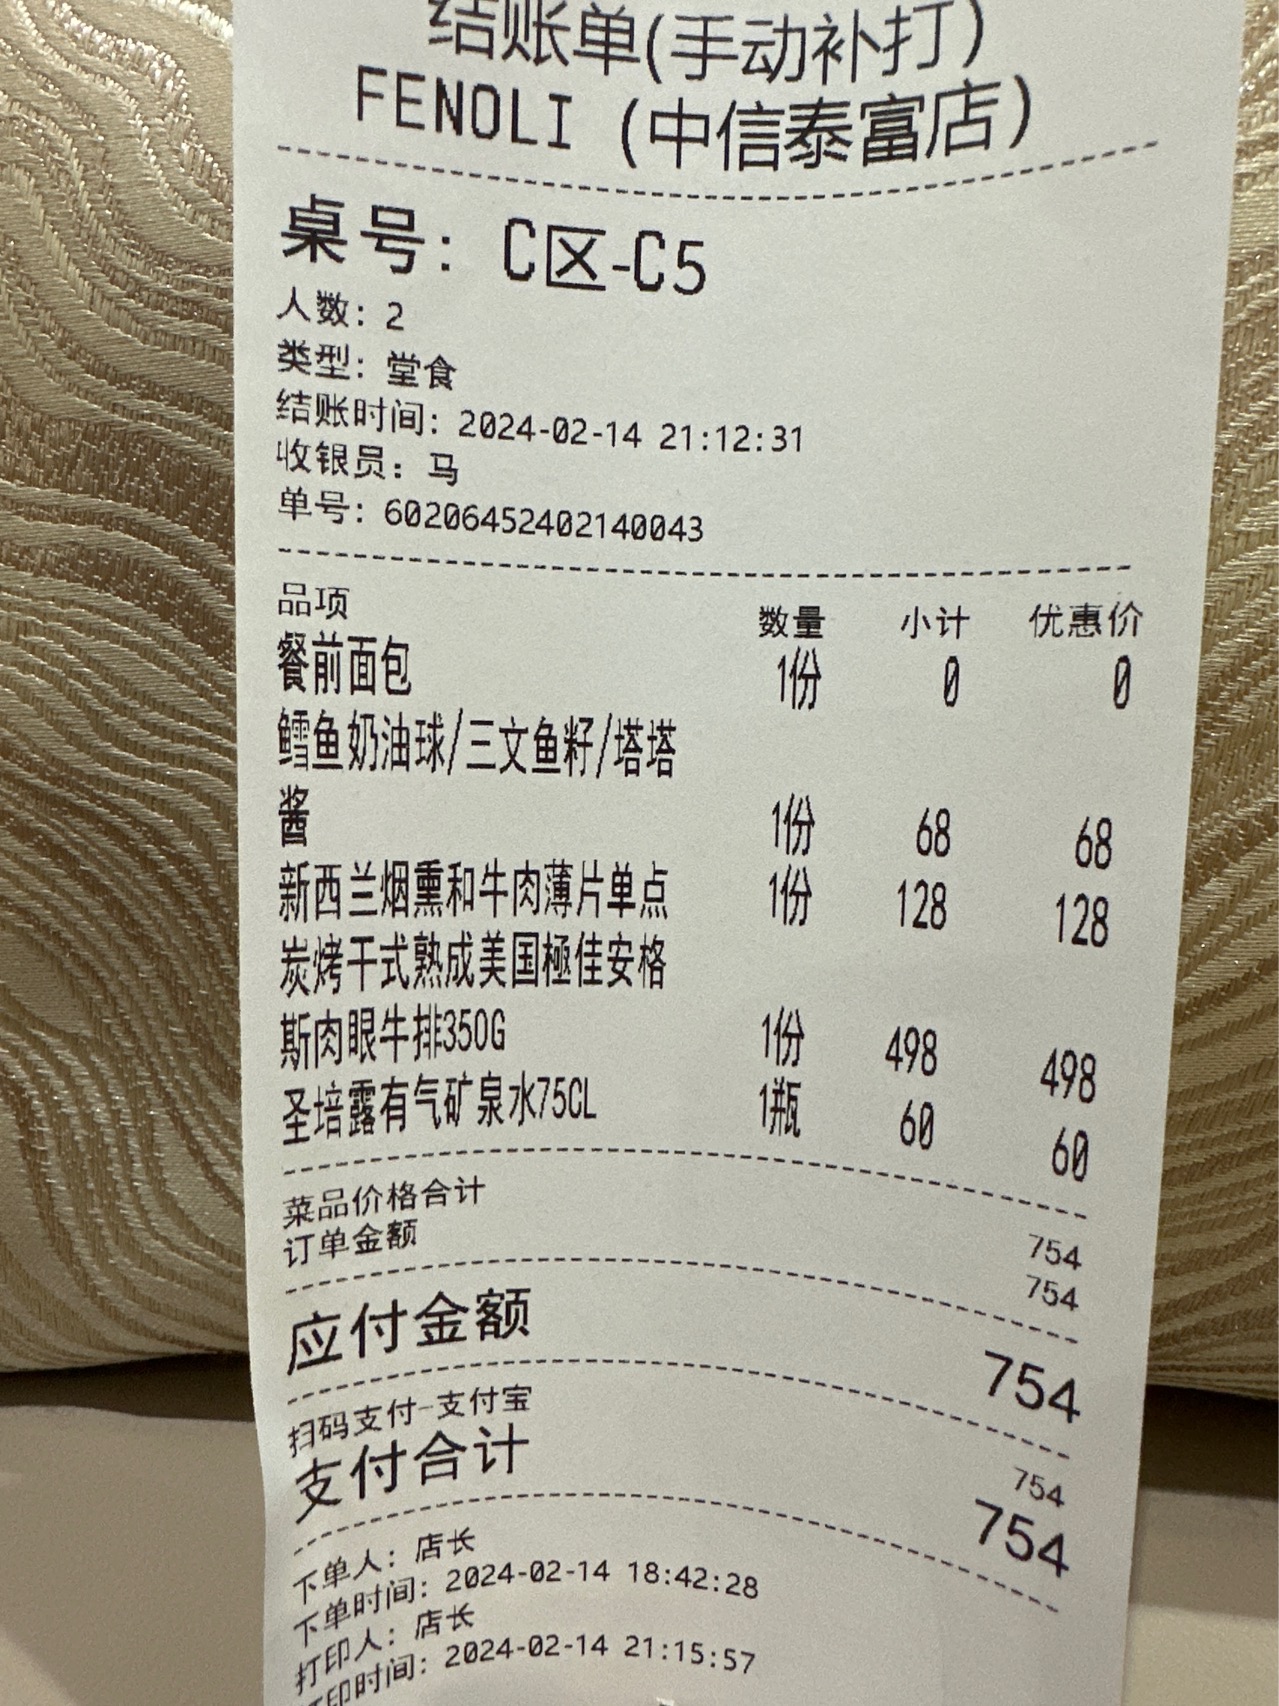 结账单(手动补打)
FENOLI (中信泰富店)
桌号: C区-C5
人数: 2
类型: 堂食
结账时间: 2024-02-14 21:12:31
收银员: 马
单号: 60206452402140043
品项 数量 小计 优惠价
餐前面包 1份 0 0
鳕鱼奶油球/三文鱼籽/塔塔
酱 1份 68 68
新西兰烟熏和牛肉薄片单点 1份 128 128
炭烤干式熟成美国極佳安格
斯肉眼牛排350G 1份 498 498
圣培露有气矿泉水75CL 1瓶 60 60
菜品价格合计 754
订单金额 754
应付金额 754
扫码支付-支付宝 754
支付合计 754
下单人: 店长
下单时间: 2024-02-14 18:42:28
打印人: 店长
打印时间: 2024-02-14 21:15:57